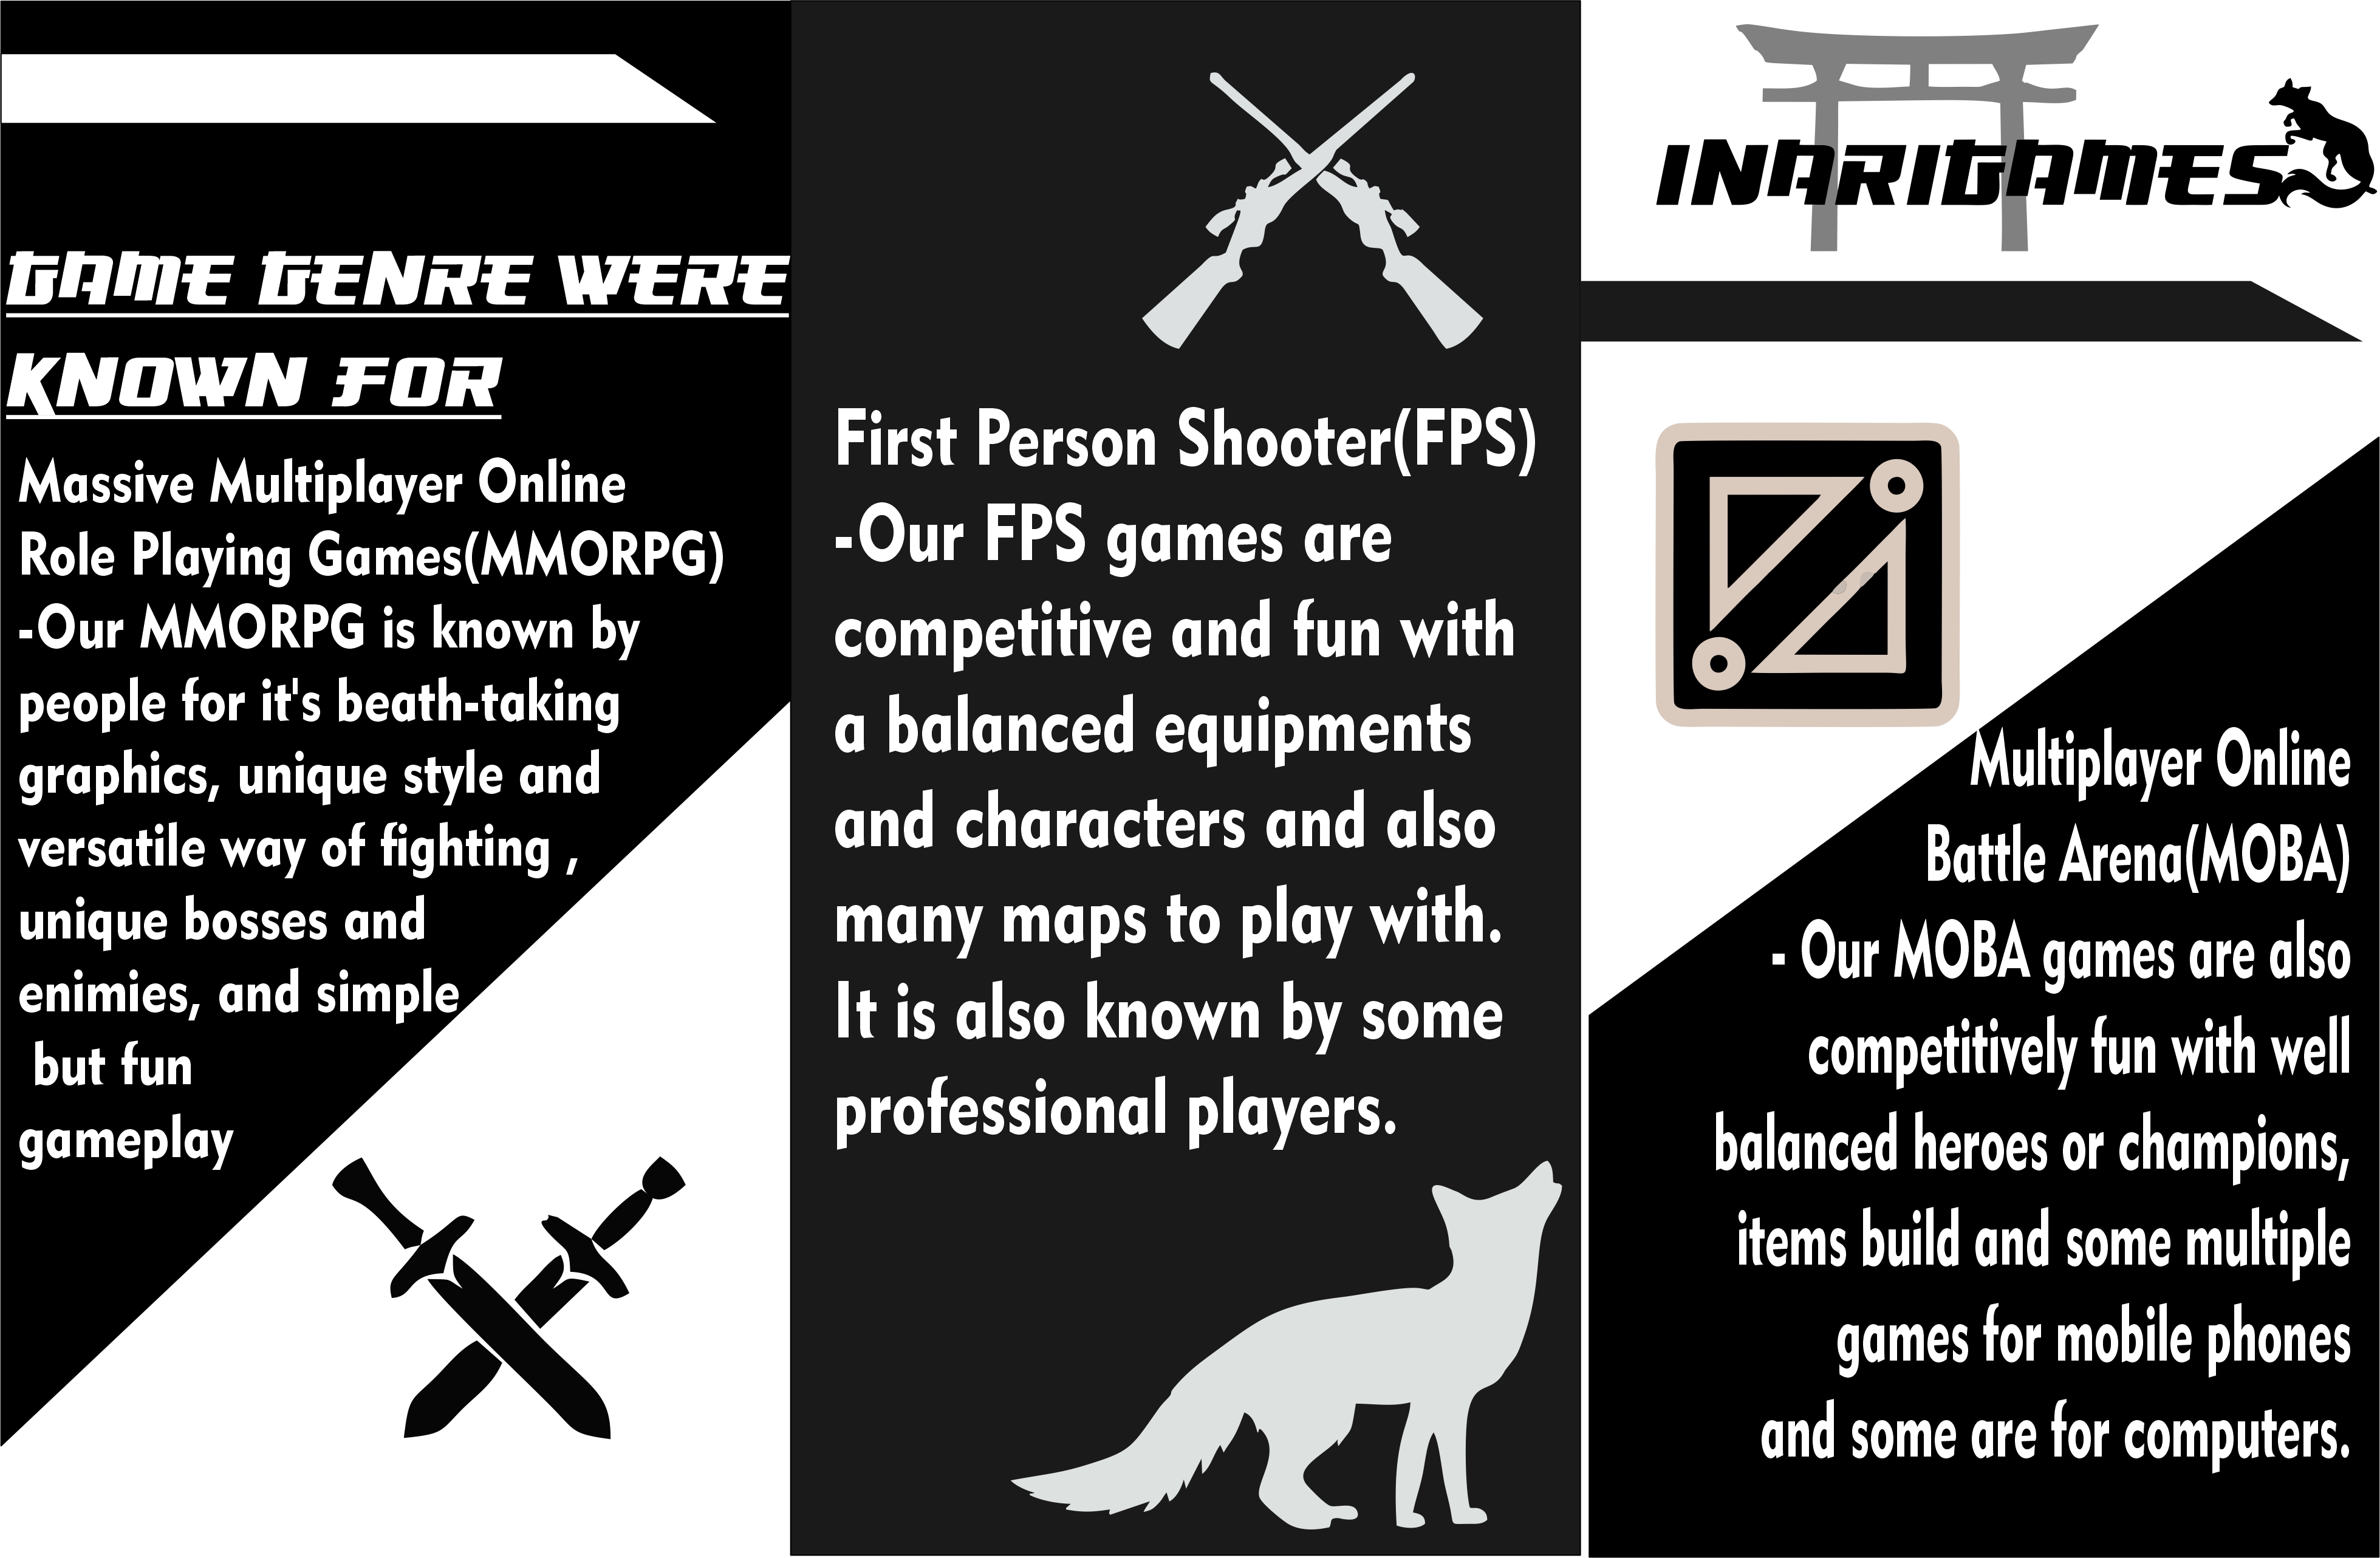 GAME GENRE WERE
KNOWN FOR
Massive Multiplayer Online
Role Playing Games(MMORPG)
-Our MMORPG is known by
people for it's beath-taking
graphics, unique style and
versatile way of fighting ,
unique bosses and
enimies, and simple
but fun
gameplay
First Person Shooter(FPS)
-Our FPS games are
competitive and fun with
a balanced equipments
and characters and also
many maps to play with.
It is also known by some
professional players.
INARIGAMES
Multiplayer Online
Battle Arena(MOBA)
- Our MOBA games are also
competitively fun with well
balanced heroes or champions,
items build and some multiple
games for mobile phones
and some are for computers.